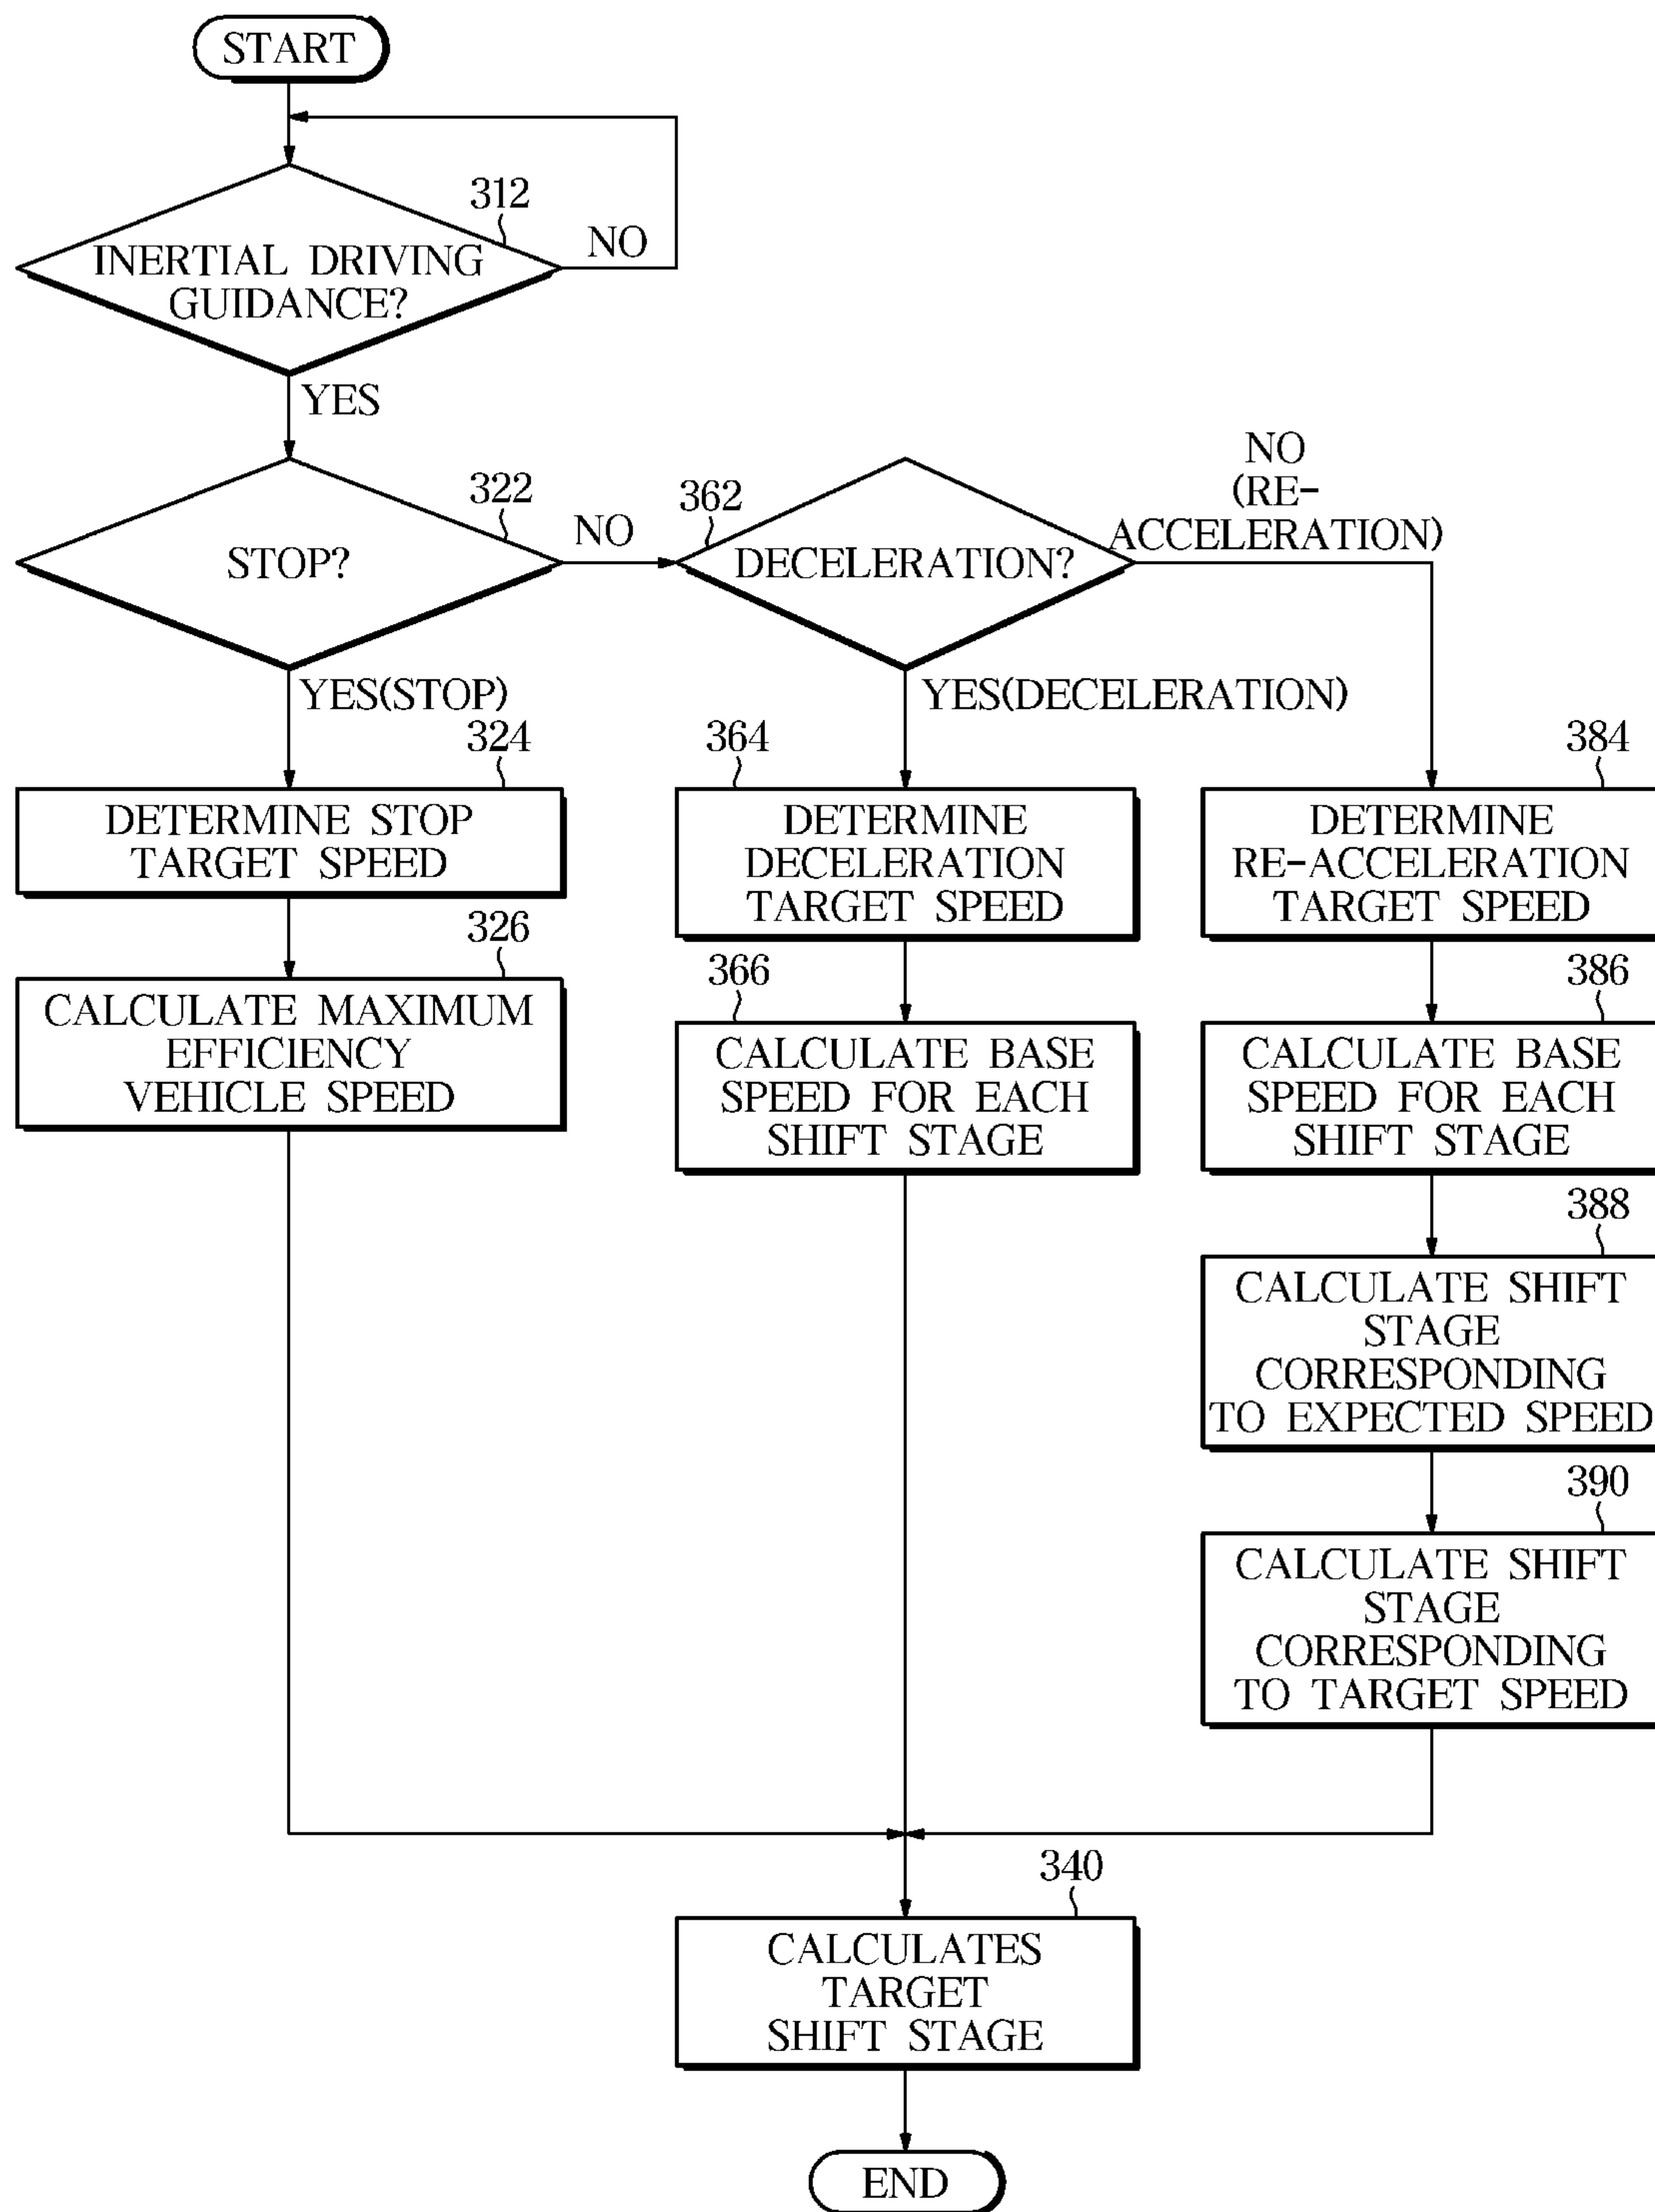 START
312
NO
INERTIAL DRIVING
GUIDANCE?
YES
322
STOP?
NO
362
DECELERATION?
NO
(RE-
ACCELERATION)
YES(STOP)
YES(DECELERATION)
324
DETERMINE STOP
TARGET SPEED
326
CALCULATE MAXIMUM
EFFICIENCY
VEHICLE SPEED
364
DETERMINE
DECELERATION
TARGET SPEED
366
CALCULATE BASE
SPEED FOR EACH
SHIFT STAGE
384
DETERMINE
RE-ACCELERATION
TARGET SPEED
386
CALCULATE BASE
SPEED FOR EACH
SHIFT STAGE
388
CALCULATE SHIFT
STAGE
CORRESPONDING
TO EXPECTED SPEED
390
CALCULATE SHIFT
STAGE
CORRESPONDING
TO TARGET SPEED
340
CALCULATES
TARGET
SHIFT STAGE
END